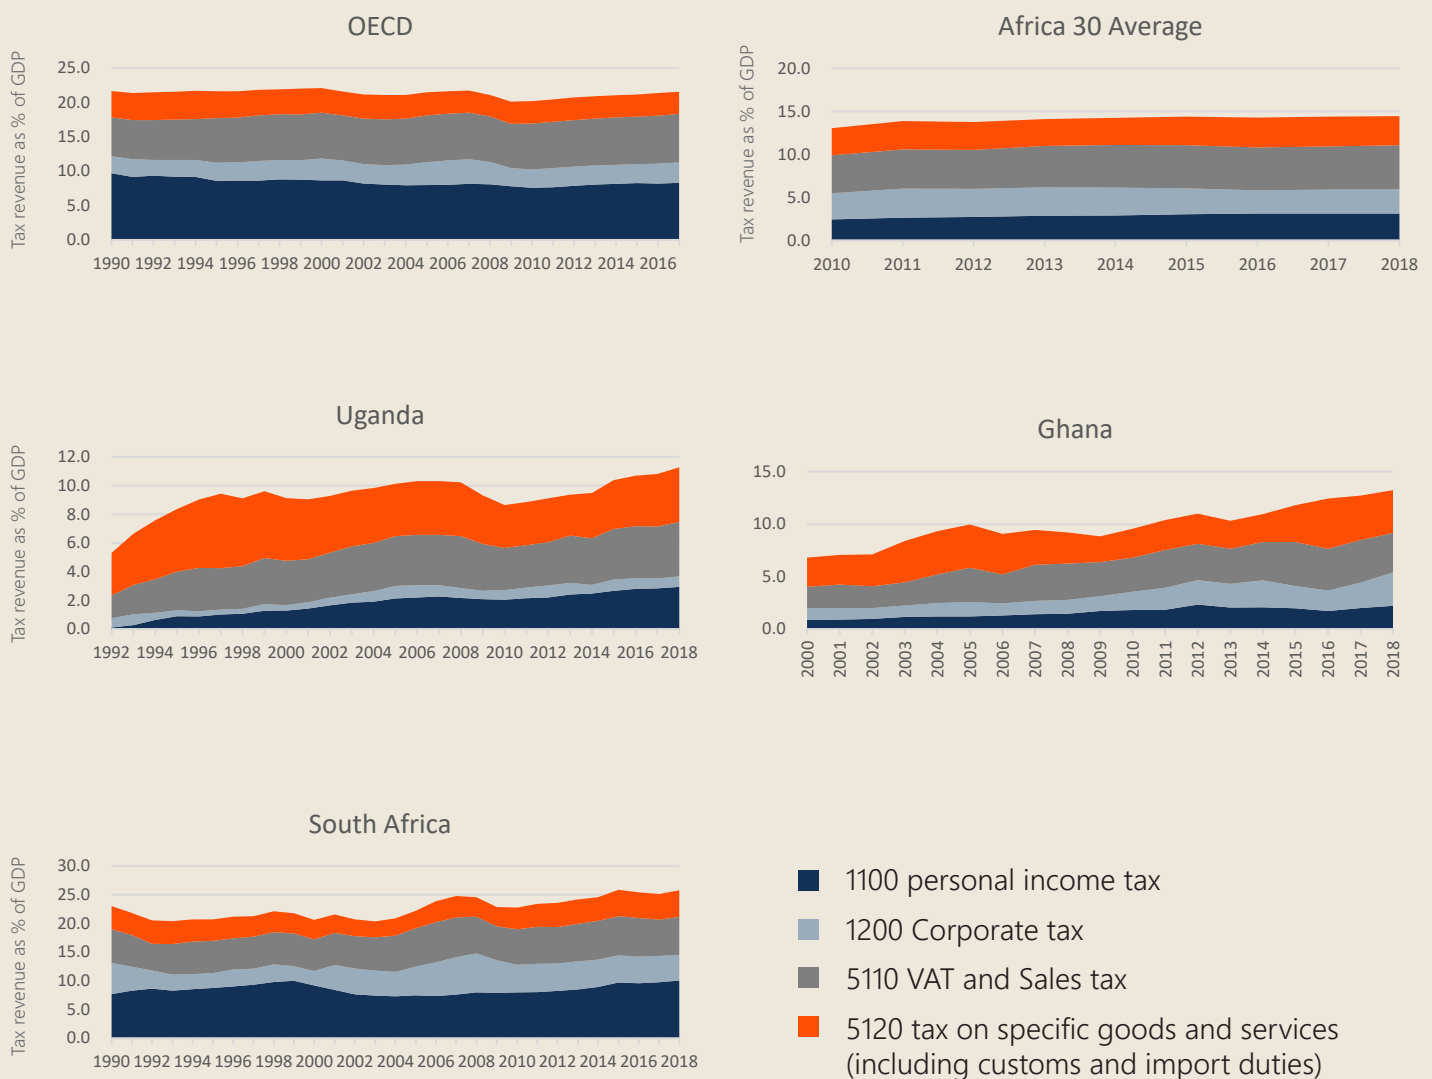 OECD
Tax revenue as % of GDP
25.0
20.0
15.0
10.0
5.0
0.0
1990 1992 1994 1996 1998 2000 2002 2004 2006 2008 2010 2012 2014 2016
Africa 30 Average
Tax revenue as % of GDP
20.0
15.0
10.0
5.0
0.0
2010 2011 2012 2013 2014 2015 2016 2017 2018
Uganda
Tax revenue as % of GDP
12.0
10.0
8.0
6.0
4.0
2.0
0.0
1992 1994 1996 1998 2000 2002 2004 2006 2008 2010 2012 2014 2016 2018
Ghana
15.0
10.0
5.0
0.0
2000 2001 2002 2003 2004 2005 2006 2007 2008 2009 2010 2011 2012 2013 2014 2015 2016 2017 2018
South Africa
Tax revenue as % of GDP
30.0
25.0
20.0
15.0
10.0
5.0
0.0
1990 1992 1994 1996 1998 2000 2002 2004 2006 2008 2010 2012 2014 2016 2018
1100 personal income tax
1200 Corporate tax
5110 VAT and Sales tax
5120 tax on specific goods and services
(including customs and import duties)